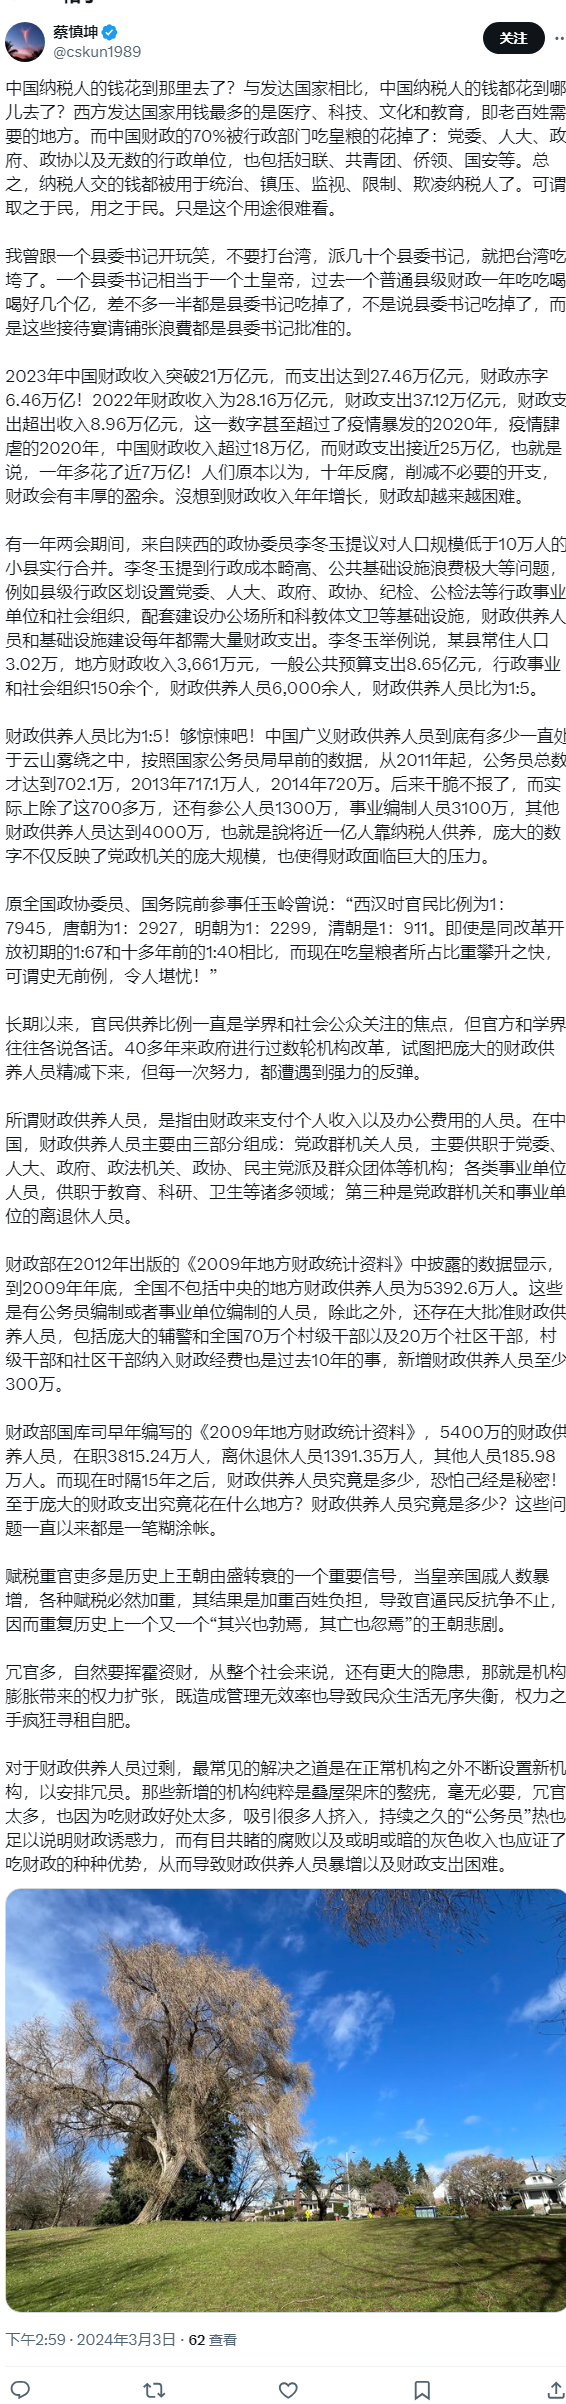 蔡慎坤
@cskun1989
关注
中国纳税人的钱花到那里去了？与发达国家相比，中国纳税人的钱都花到哪
儿去了？西方发达国家用钱最多的是医疗、科技、文化和教育，即老百姓需
要的地方。而中国财政的70%被行政部门吃皇粮的花掉了：党委、人大、政
府、政协以及无数的行政单位，也包括妇联、共青团、侨领、国安等。总
之，纳税人交的钱都被用于统治、镇压、监视、限制、欺凌纳税人了。可谓
取之于民，用之于民。只是这个用途很难看。
我曾跟一个县委书记开玩笑，不要打台湾，派几十个县委书记，就把台湾吃
垮了。一个县委书记相当于一个土皇帝，过去一个普通县级财政一年吃吃喝
喝好几个亿，差不多一半都是县委书记吃掉了，不是说县委书记吃掉了，而
是这些接待宴请铺张浪費都是县委书记批准的。
2023年中国财政收入突破21万亿元，而支出达到27.46万亿元，财政赤字
6.46万亿！2022年财政收入为28.16万亿元，财政支出37.12万亿元，财政支
出超出收入8.96万亿元，这一数字甚至超过了疫情暴发的2020年，疫情肆
虐的2020年，中国财政收入超过18万亿，而财政支出接近25万亿，也就是
说，一年多花了近7万亿！人们原本以为，十年反腐，削减不必要的开支，
财政会有丰厚的盈余。沒想到财政收入年年增长，财政却越来越困难。
有一年两会期间，来自陕西的政协委员李冬玉提议对人口规模低于10万人的
小县实行合并。李冬玉提到行政成本畸高、公共基础设施浪费极大等问题，
例如县级行政区划设置党委、人大、政府、政协、纪检、公检法等行政事业
单位和社会组织，配套建设办公场所和科教体文卫等基础设施，财政供养人
员和基础设施建设每年都需大量财政支出。李冬玉举例说，某县常住人口
3.02万，地方财政收入3,661万元，一般公共预算支出8.65亿元，行政事业
和社会组织150余个，财政供养人员6,000余人，财政供养人员比为1:5。
财政供养人员比为1:5！够惊悚吧！中国广义财政供养人员到底有多少一直处
于云山雾绕之中，按照国家公务员局早前的数据，从2011年起，公务员总数
才达到702.1万，2013年717.1万人，2014年720万。后来干脆不报了，而实
际上除了这700多万，还有参公人员1300万，事业编制人员3100万，其他
财政供养人员达到4000万，也就是說将近一亿人靠纳税人供养，庞大的数
字不仅反映了党政机关的庞大规模，也使得财政面临巨大的压力。
原全国政协委员、国务院前参事任玉岭曾说：“西汉时官民比例为1：
7945，唐朝为1：2927，明朝为1：2299，清朝是1：911。即使是同改革开
放初期的1:67和十多年前的1:40相比，而现在吃皇粮者所占比重攀升之快，
可谓史无前例，令人堪忧！”
长期以来，官民供养比例一直是学界和社会公众关注的焦点，但官方和学界
往往各说各话。40多年来政府进行过数轮机构改革，试图把庞大的财政供
养人员精减下来，但每一次努力，都遭遇到强力的反弹。
所谓财政供养人员，是指由财政来支付个人收入以及办公费用的人员。在中
国，财政供养人员主要由三部分组成：党政群机关人员，主要供职于党委、
人大、政府、政法机关、政协、民主党派及群众团体等机构；各类事业单位
人员，供职于教育、科研、卫生等诸多领域；第三种是党政群机关和事业单
位的离退休人员。
财政部在2012年出版的《2009年地方财政统计资料》中披露的数据显示，
到2009年年底，全国不包括中央的地方财政供养人员为5392.6万人。这些
是有公务员编制或者事业单位编制的人员，除此之外，还存在大批准财政供
养人员，包括庞大的辅警和全国70万个村级干部以及20万个社区干部，村
级干部和社区干部纳入财政经费也是过去10年的事，新增财政供养人员至少
300万。
财政部国库司早年编写的《2009年地方财政统计资料》，5400万的财政供
养人员，在职3815.24万人，离休退休人员1391.35万人，其他人员185.98
万人。而现在时隔15年之后，财政供养人员究竟是多少，恐怕己经是秘密！
至于庞大的财政支出究竟花在什么地方？财政供养人员究竟是多少？这些问
题一直以来都是一笔糊涂帐。
赋税重官吏多是历史上王朝由盛转衰的一个重要信号，当皇亲国戚人数暴
增，各种赋税必然加重，其结果是加重百姓负担，导致官逼民反抗争不止，
因而重复历史上一个又一个“其兴也勃焉，其亡也忽焉”的王朝悲剧。
冗官多，自然要挥霍资财，从整个社会来说，还有更大的隐患，那就是机构
膨胀带来的权力扩张，既造成管理无效率也导致民众生活无序失衡，权力之
手疯狂寻租自肥。
对于财政供养人员过剩，最常见的解决之道是在正常机构之外不断设置新机
构，以安排冗员。那些新增的机构纯粹是叠屋架床的螯疣，毫无必要，冗官
太多，也因为吃财政好处太多，吸引很多人挤入，持续之久的“公务员”热也
足以说明财政诱惑力，而有目共睹的腐败以及或明或暗的灰色收入也应证了
吃财政的种种优势，从而导致财政供养人员暴增以及财政支出困难。
下午2:59 · 2024年3月3日 · 62 查看